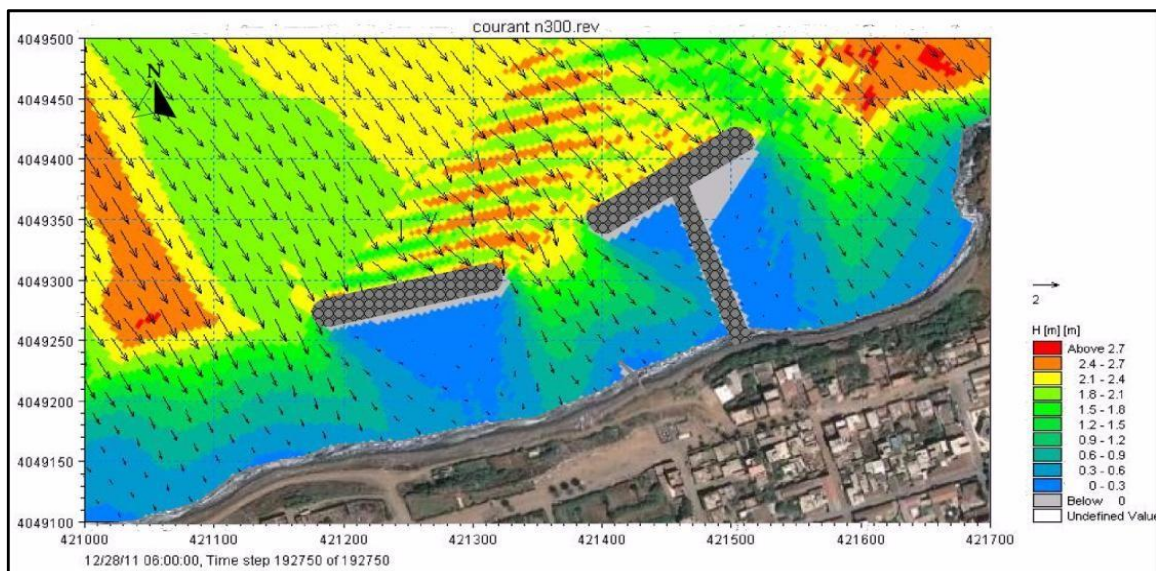 courant n300.rev
4049500
4049450
4049400
4049350
4049300
4049250
4049200
4049150
4049100
N
421000 421100 421200 421300 421400 421500 421600 421700
12/28/11 06:00:00, Time step 192750 of 192750
2
H [m] [m]
Above 2.7
2.4 - 2.7
2.1 - 2.4
1.8 - 2.1
1.5 - 1.8
1.2 - 1.5
0.9 - 1.2
0.6 - 0.9
0.3 - 0.6
0 - 0.3
Below 0
Undefined Value